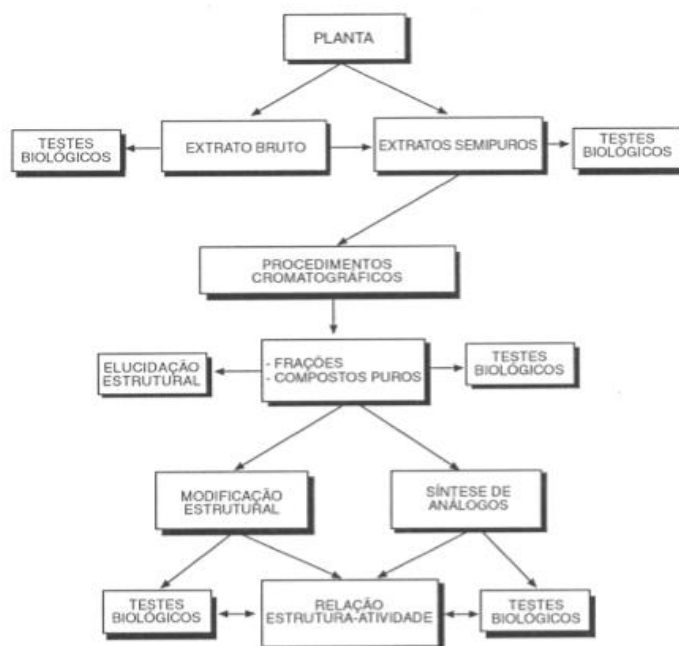 PLANTA
TESTES
BIOLÓGICOS
EXTRATO BRUTO
EXTRATOS SEMIPUROS
TESTES
BIOLÓGICOS
PROCEDIMENTOS
CROMATOGRÁFICOS
ELUCIDAÇÃO
ESTRUTURAL
- FRAÇÕES
- COMPOSTOS PUROS
TESTES
BIOLÓGICOS
MODIFICAÇÃO
ESTRUTURAL
SÍNTESE DE
ANÁLOGOS
TESTES
BIOLÓGICOS
RELAÇÃO
ESTRUTURA-ATIVIDADE
TESTES
BIOLÓGICOS